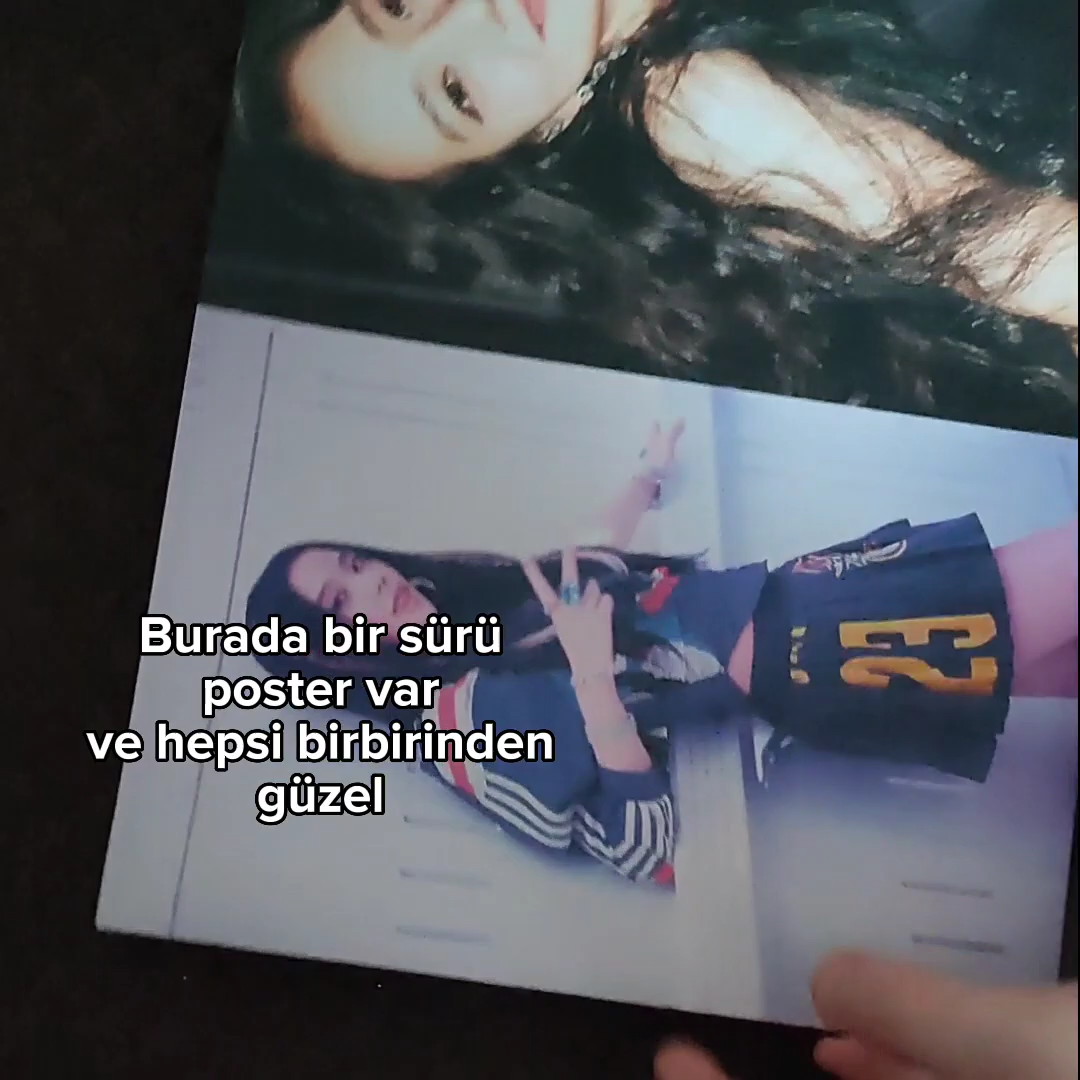 Burada bir sürü
poster var
ve hepsi birbirinden
güzel
23